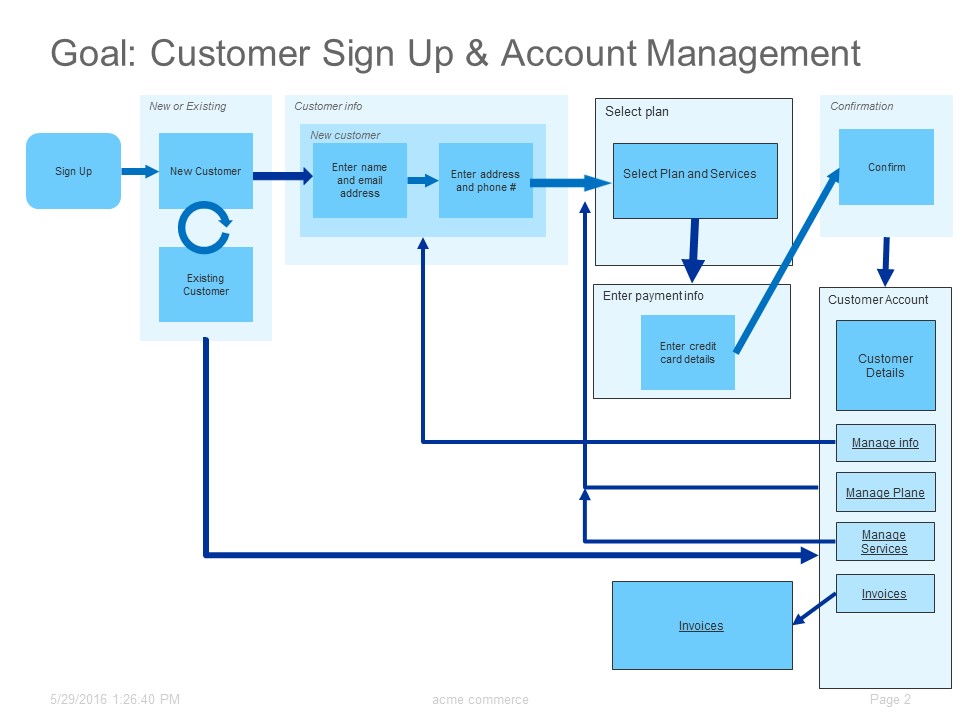 Goal: Customer Sign Up & Account Management
New or Existing
Customer info
Select plan
Confirmation
New customer
Sign Up
New Customer
Enter name
and email
address
Enter address
and phone #
Select Plan and Services
Confirm
Existing
Customer
Enter payment info
Enter credit
card details
Customer Account
Customer
Details
Manage info
Manage Plane
Manage
Services
Invoices
Invoices
5/29/2016 1:26:40 PM
acme commerce
Page 2